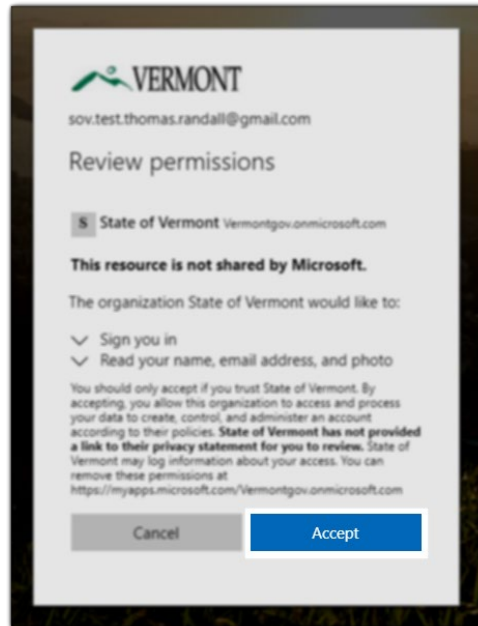 VERMONT
sov.test.thomas.randall@gmail.com
Review permissions
S State of Vermont Vermontgov.onmicrosoft.com
This resource is not shared by Microsoft.
The organization State of Vermont would like to:
Sign you in
Read your name, email address, and photo
You should only accept if you trust State of Vermont. By
accepting, you allow this organization to access and process
your data to create, control, and administer an account
according to their policies. State of Vermont has not provided
a link to their privacy statement for you to review. State of
Vermont may log information about your access. You can
remove these permissions at
https://myapps.microsoft.com/Vermontgov.onmicrosoft.com
Cancel Accept